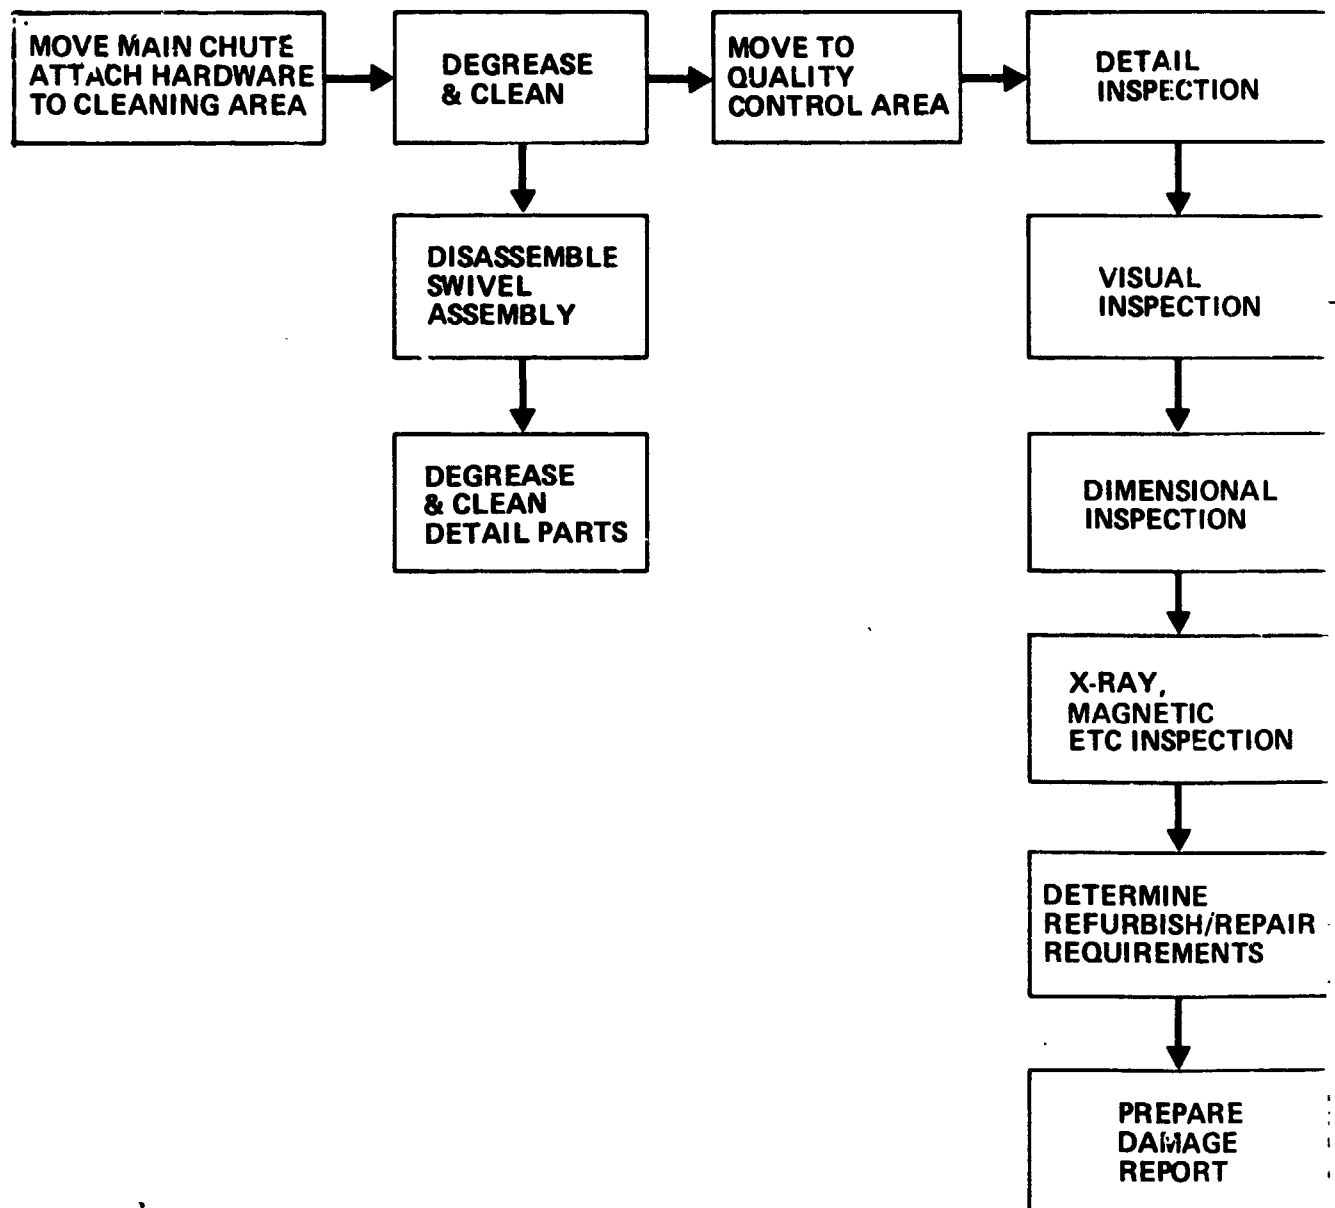 MOVE MAIN CHUTE
ATTACH HARDWARE
TO CLEANING AREA
DEGREASE
& CLEAN
MOVE TO
QUALITY
CONTROL AREA
DETAIL
INSPECTION
DISASSEMBLE
SWIVEL
ASSEMBLY
VISUAL
INSPECTION
DEGREASE
& CLEAN
DETAIL PARTS
DIMENSIONAL
INSPECTION
X-RAY,
MAGNETIC
ETC INSPECTION
DETERMINE
REFURBISH/REPAIR
REQUIREMENTS
PREPARE
DAMAGE
REPORT